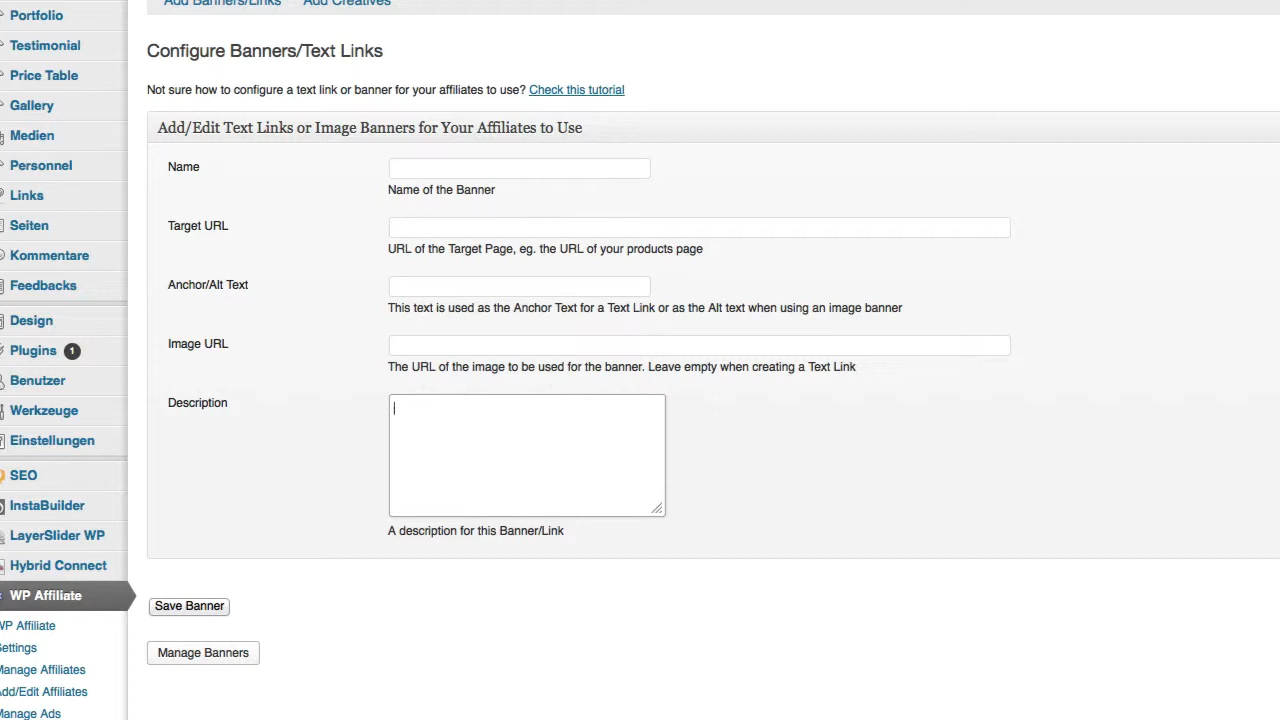 Add Banners/Links Add Creatives
Portfolio
Testimonial
Price Table
Gallery
Medien
Personnel
Links
Seiten
Kommentare
Feedbacks
Design
Plugins 1
Benutzer
Werkzeuge
Einstellungen
SEO
InstaBuilder
LayerSlider WP
Hybrid Connect
WP Affiliate
WP Affiliate
Settings
Manage Affiliates
Add/Edit Affiliates
Manage Ads
Configure Banners/Text Links
Not sure how to configure a text link or banner for your affiliates to use? Check this tutorial
Add/Edit Text Links or Image Banners for Your Affiliates to Use
Name
Name of the Banner
Target URL
URL of the Target Page, eg. the URL of your products page
Anchor/Alt Text
This text is used as the Anchor Text for a Text Link or as the Alt text when using an image banner
Image URL
The URL of the image to be used for the banner. Leave empty when creating a Text Link
Description
A description for this Banner/Link
Save Banner
Manage Banners